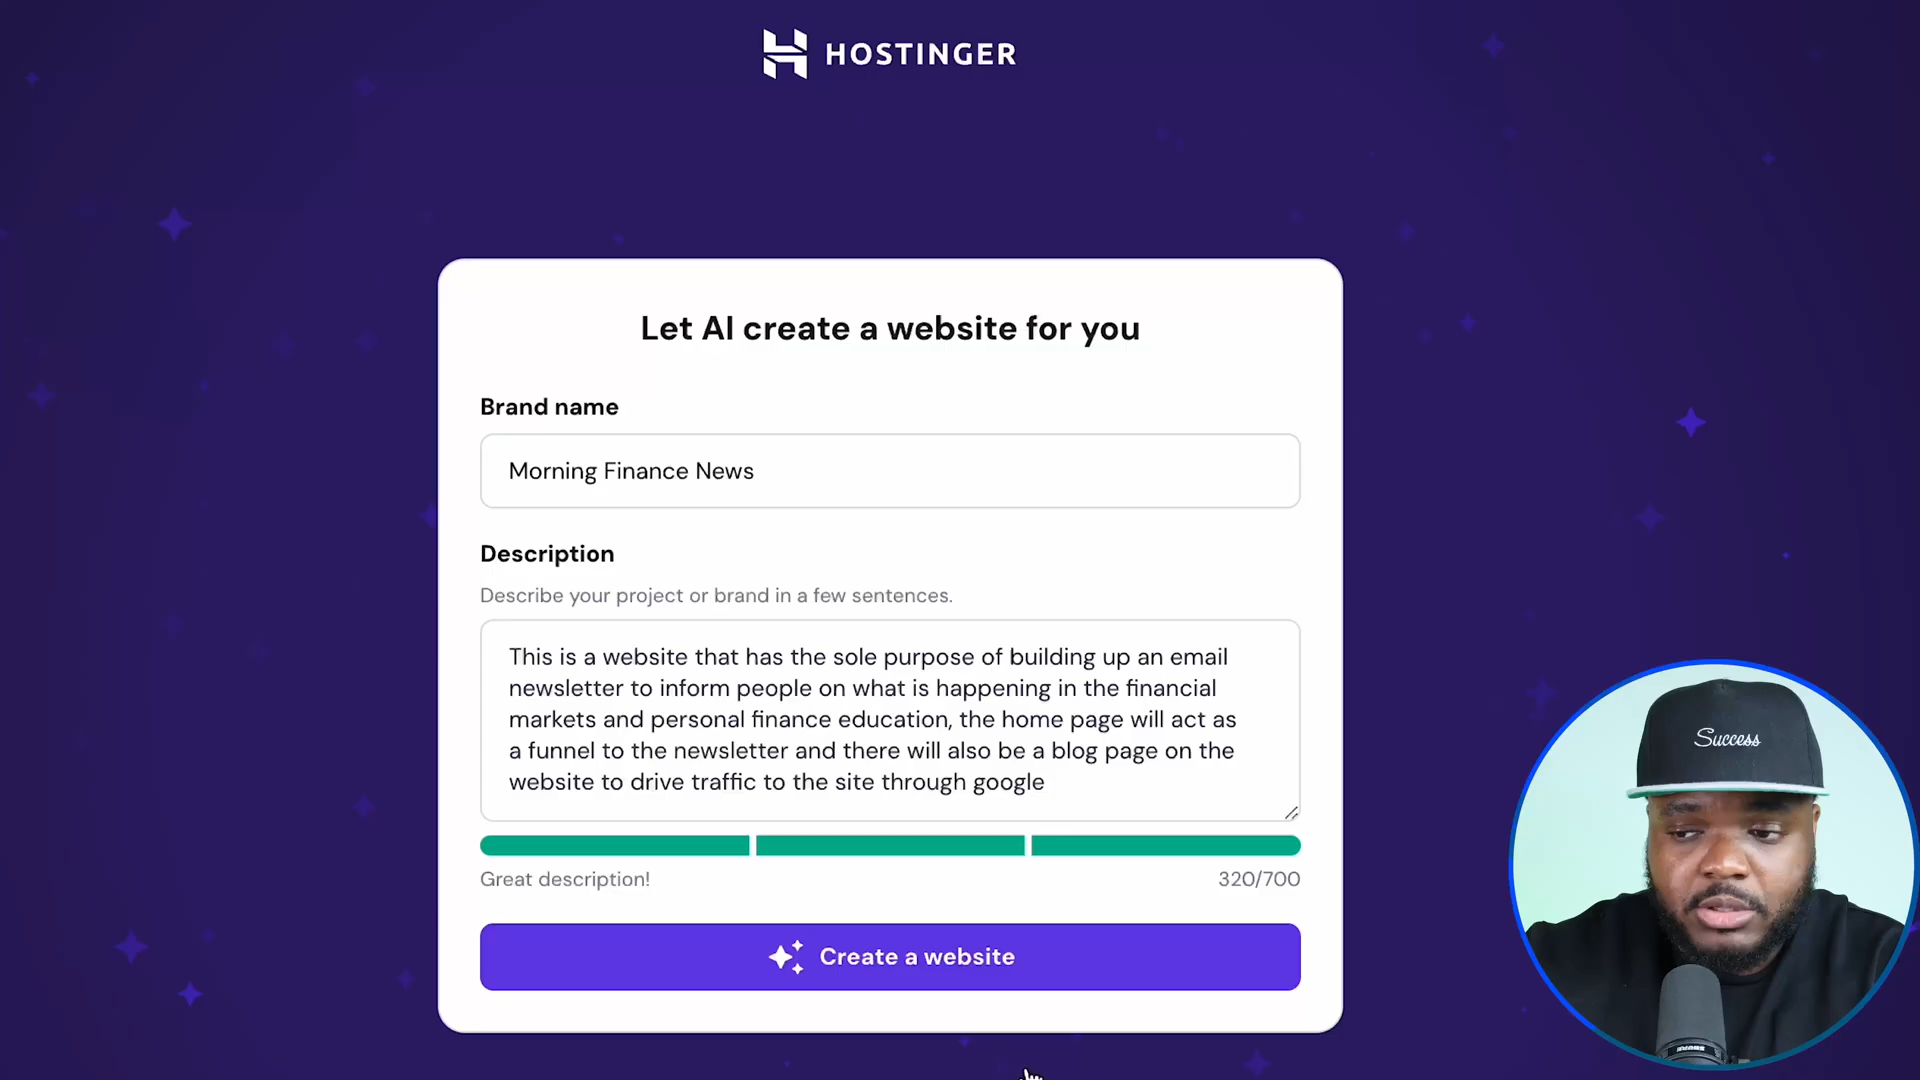 HOSTINGER
Let AI create a website for you
Brand name
Morning Finance News
Description
Describe your project or brand in a few sentences.
This is a website that has the sole purpose of building up an email
newsletter to inform people on what is happening in the financial
markets and personal finance education, the home page will act as
a funnel to the newsletter and there will also be a blog page on the
website to drive traffic to the site through google
Great description!
320/700
Create a website
Success